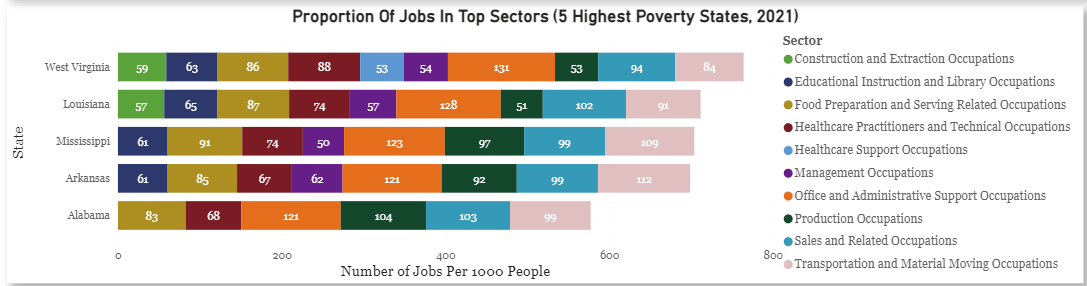 Proportion Of Jobs In Top Sectors (5 Highest Poverty States, 2021)
State
West Virginia 59 63 86 88 53 54 131 53 94 84
Louisiana 57 65 87 74 57 128 51 102 91
Mississippi 61 91 74 50 123 97 99 109
Arkansas 61 85 67 62 121 92 99 112
Alabama 83 68 121 104 103 99
0 200 400 600 800
Number of Jobs Per 1000 People
Sector
Construction and Extraction Occupations
Educational Instruction and Library Occupations
Food Preparation and Serving Related Occupations
Healthcare Practitioners and Technical Occupations
Healthcare Support Occupations
Management Occupations
Office and Administrative Support Occupations
Production Occupations
Sales and Related Occupations
Transportation and Material Moving Occupations